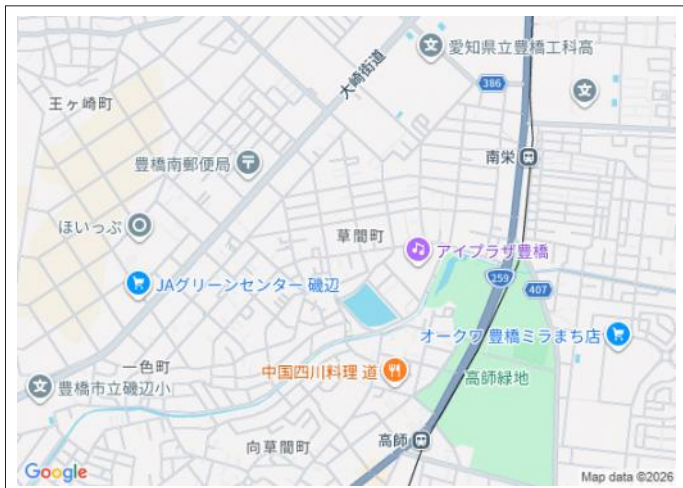 愛知県立豊橋工科高
大崎街道
386
王ヶ崎町
豊橋南郵便局
南栄
ほいっぷ
草間町
アイプラザ豊橋
259
407
JAグリーンセンター 磯辺
オークワ 豊橋ミラまち店
一色町
中国四川料理 道
高師緑地
豊橋市立磯辺小
向草間町
高師
Google
Map data ©2026